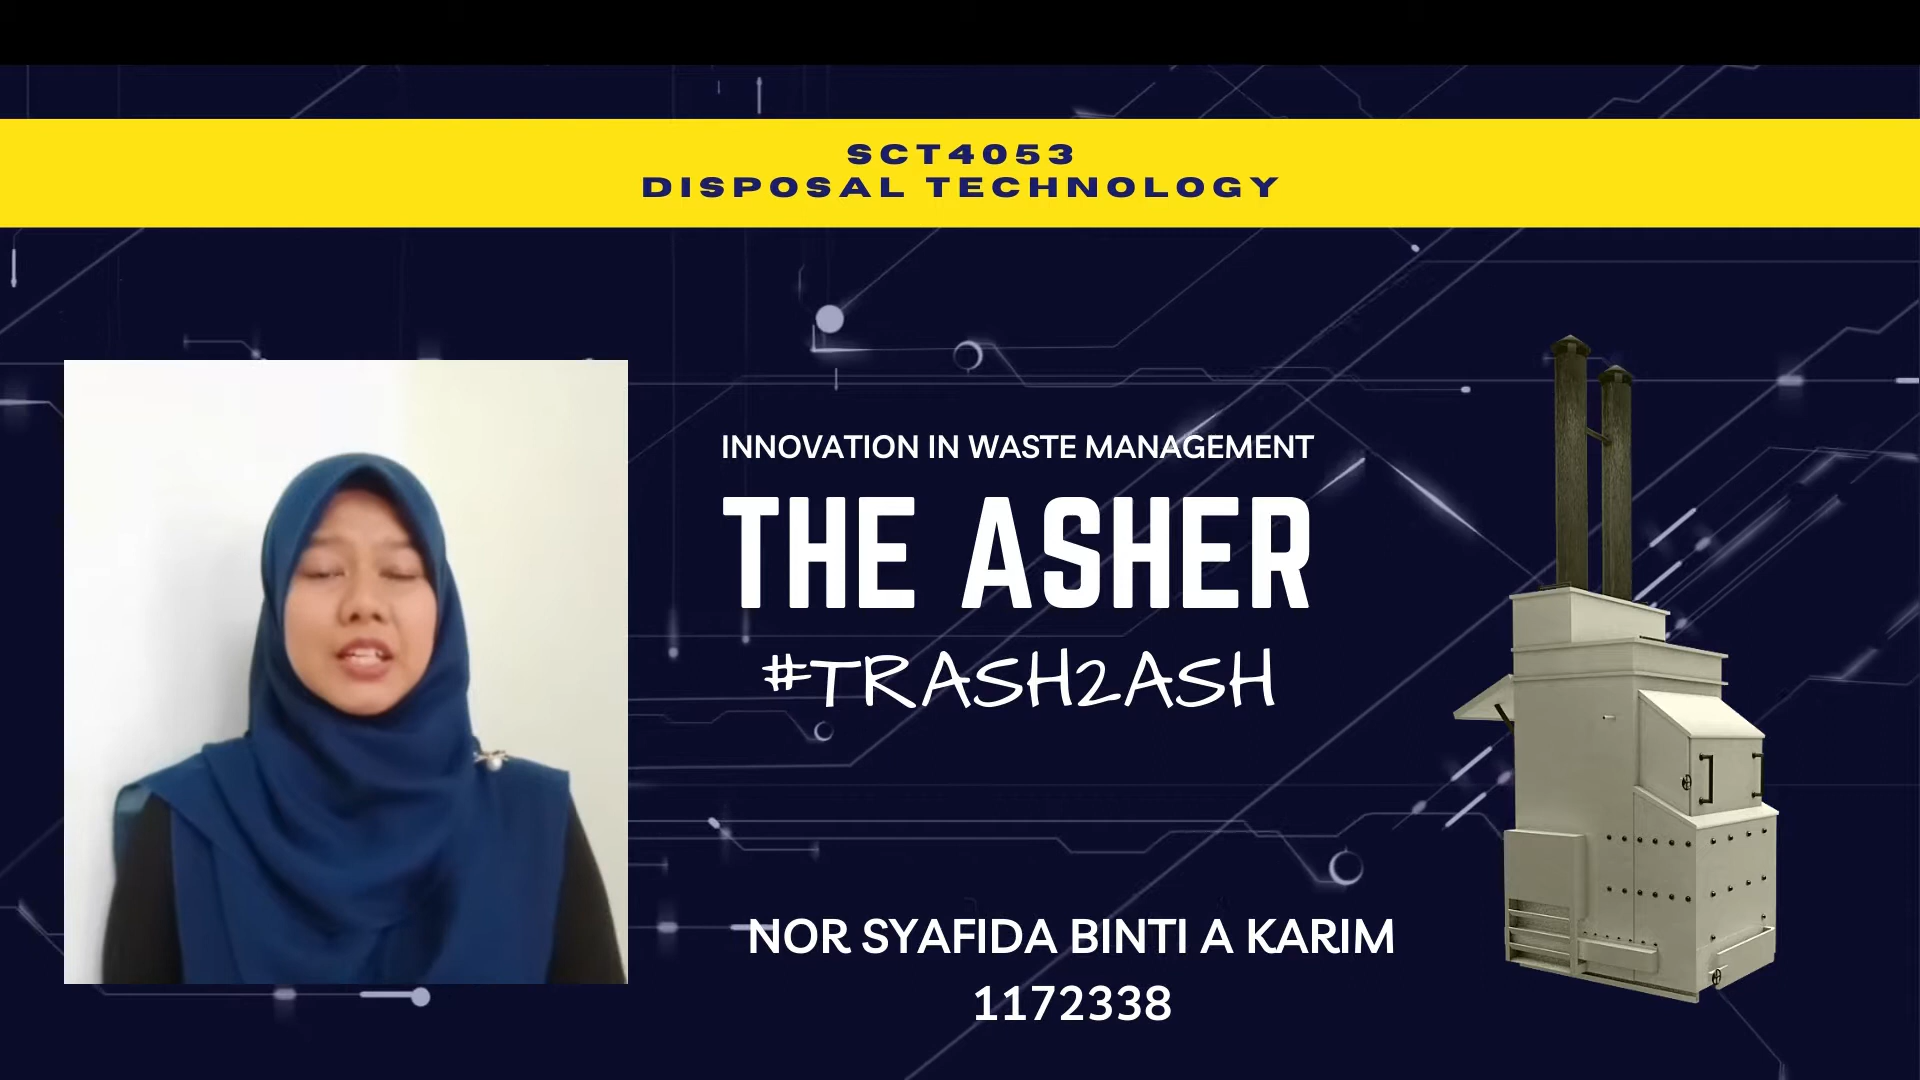 SCT4053
DISPOSAL TECHNOLOGY
INNOVATION IN WASTE MANAGEMENT
THE ASHER
#TRASH2ASH
NOR SYAFIDA BINTI A KARIM
1172338